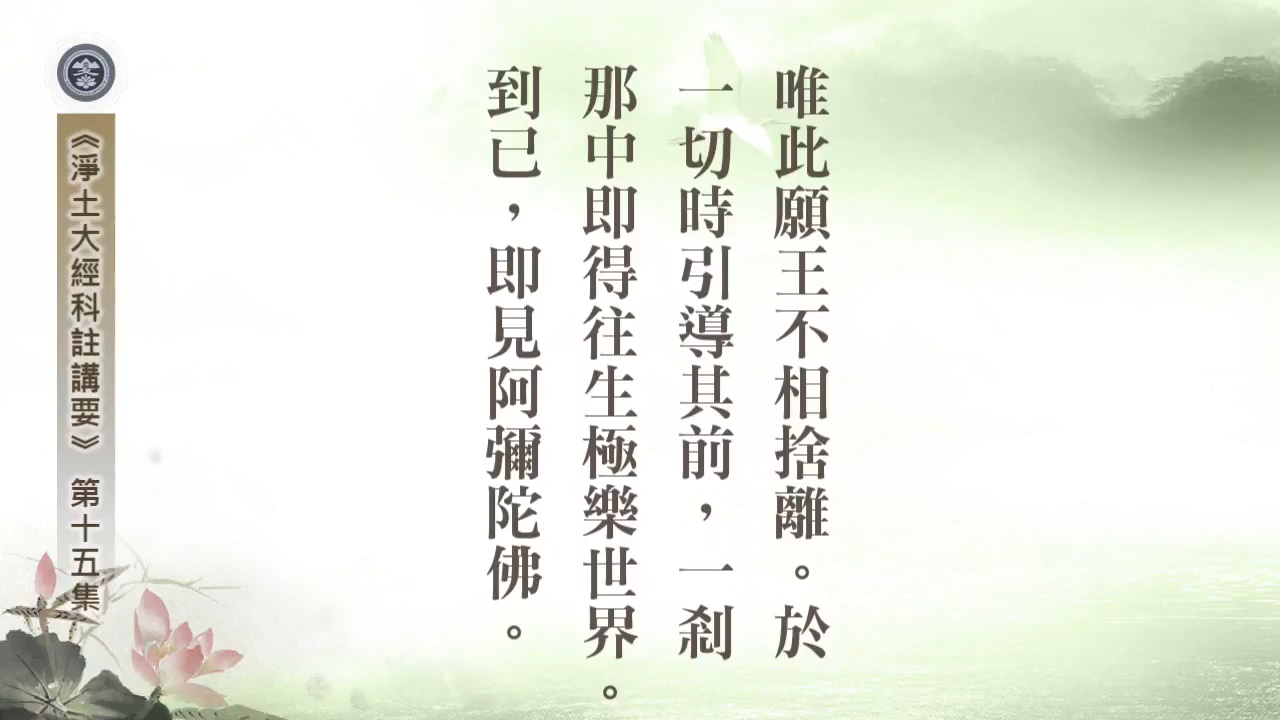 唯此願王不相捨離。於
一切時引導其前，一剎
那中即得往生極樂世界。
到已，即見阿彌陀佛。
《淨土大經科註講要》 第十五集